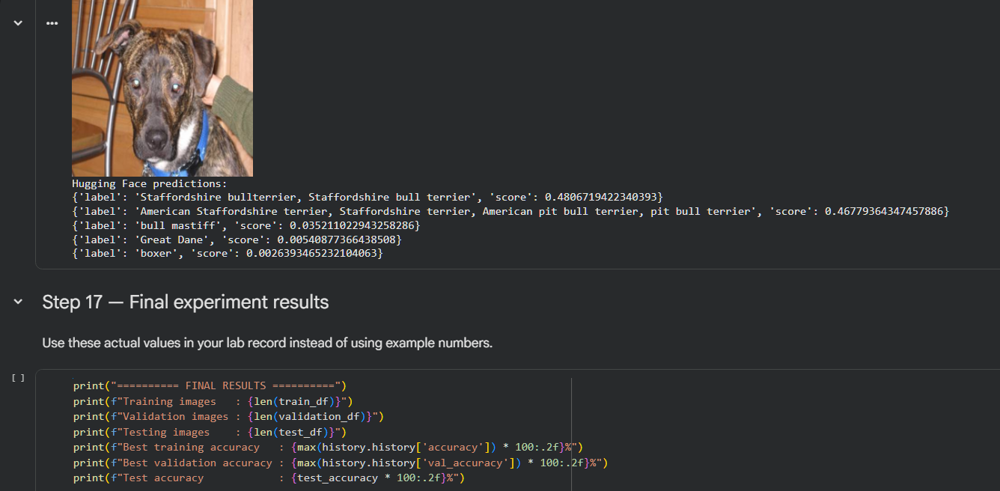 Hugging Face predictions:
{'label': 'Staffordshire bullterrier, Staffordshire bull terrier', 'score': 0.4806719422340393}
{'label': 'American Staffordshire terrier, Staffordshire terrier, American pit bull terrier, pit bull terrier', 'score': 0.46779364347457886}
{'label': 'bull mastiff', 'score': 0.035211022943258286}
{'label': 'Great Dane', 'score': 0.00540877366438508}
{'label': 'boxer', 'score': 0.0026393465232104063}
Step 17 — Final experiment results
Use these actual values in your lab record instead of using example numbers.
[ ]
print("========== FINAL RESULTS ==========")
print(f"Training images   : {len(train_df)}")
print(f"Validation images : {len(validation_df)}")
print(f"Testing images    : {len(test_df)}")
print(f"Best training accuracy   : {max(history.history['accuracy']) * 100:.2f}%")
print(f"Best validation accuracy : {max(history.history['val_accuracy']) * 100:.2f}%")
print(f"Test accuracy            : {test_accuracy * 100:.2f}%")